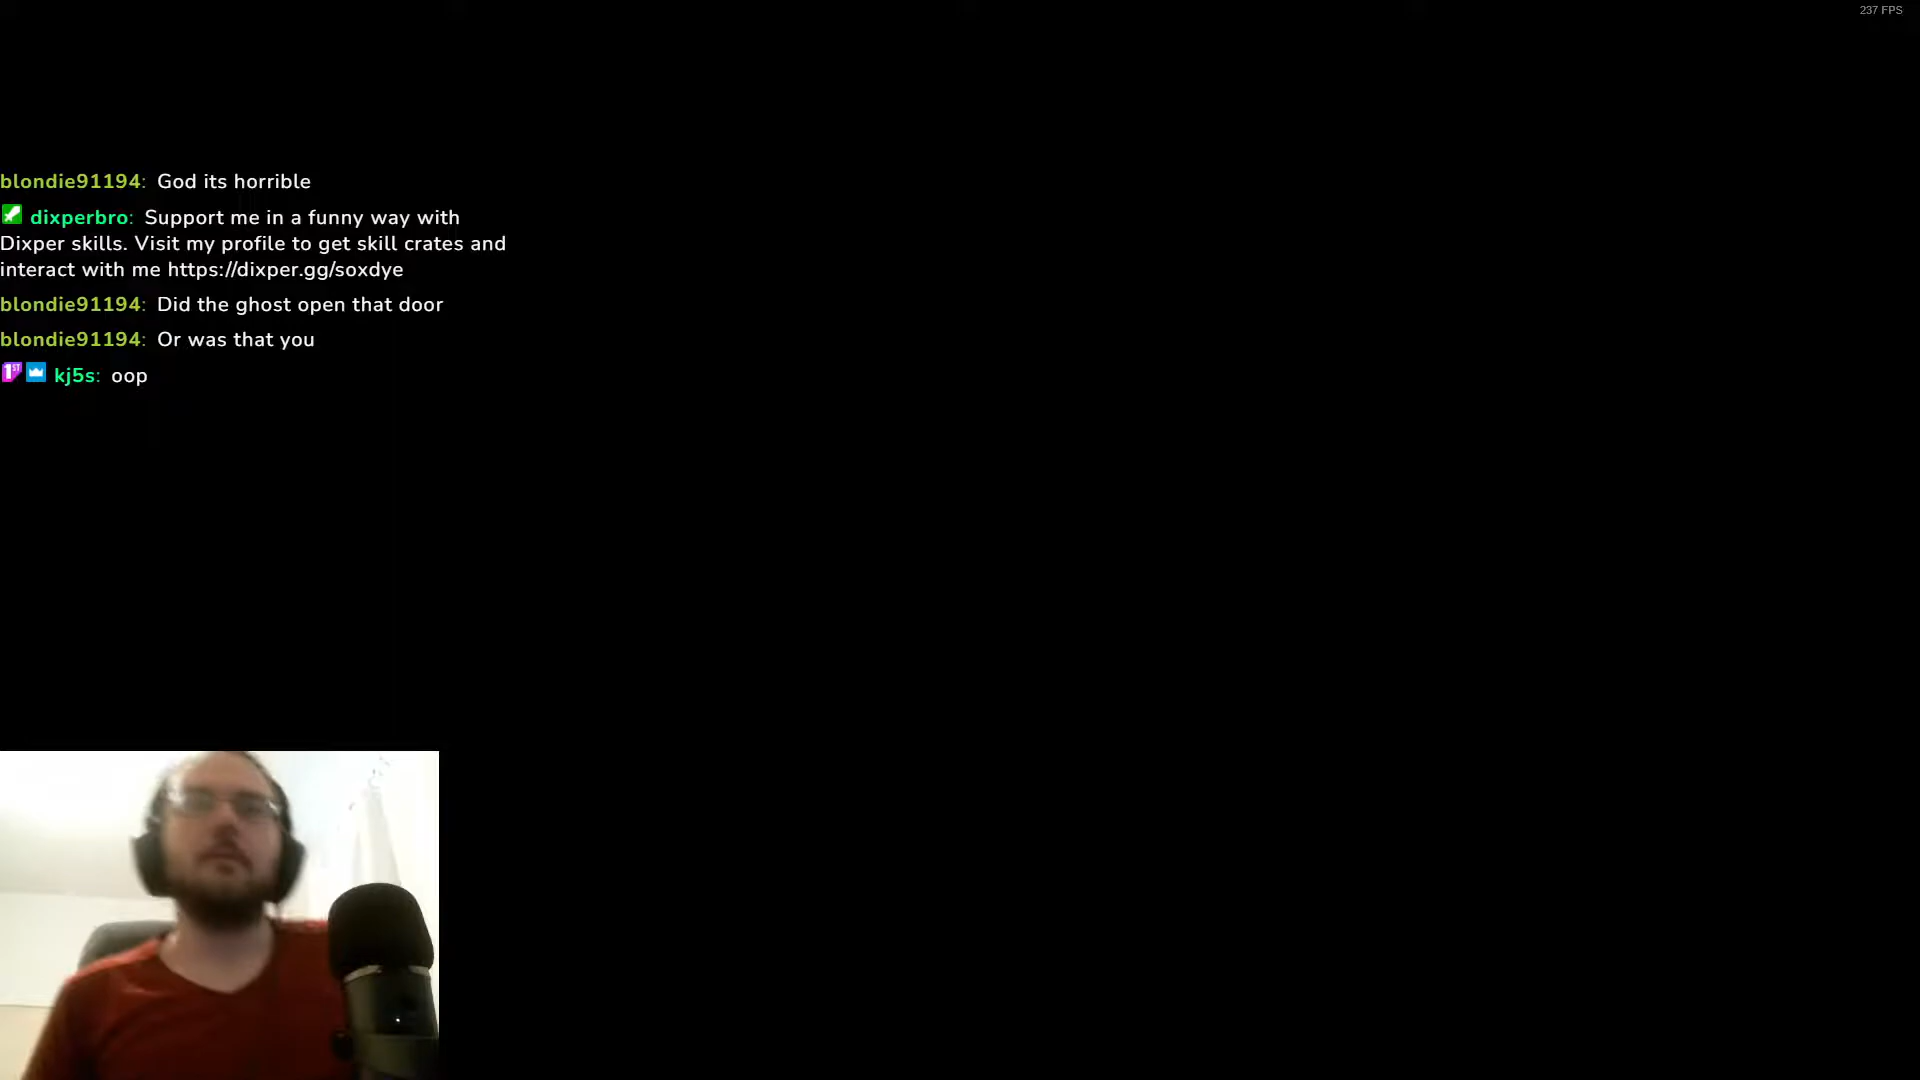 237 FPS
blondie91194: God its horrible
dixperbro: Support me in a funny way with
Dixper skills. Visit my profile to get skill crates and
interact with me https://dixper.gg/soxdye
blondie91194: Did the ghost open that door
blondie91194: Or was that you
1ST kj5s: oop